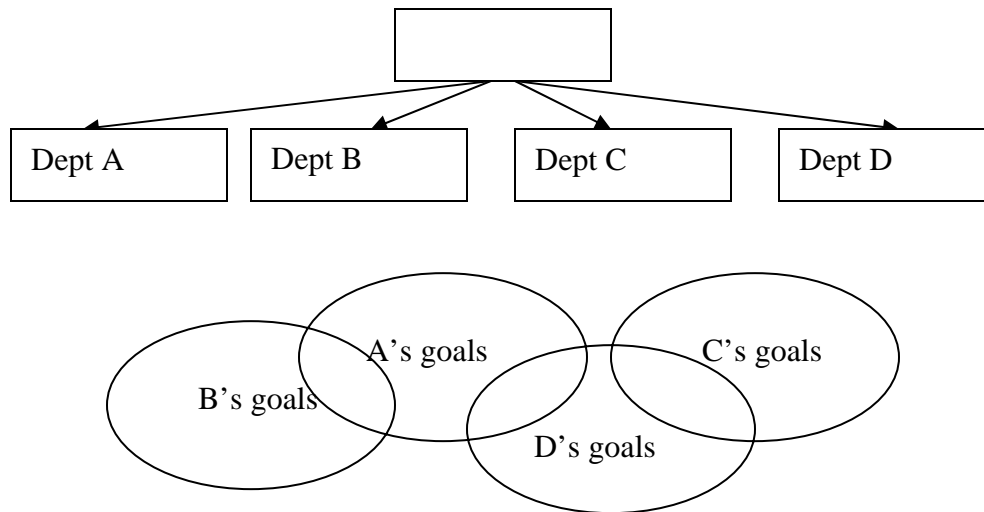 Dept A
Dept B
Dept C
Dept D
A's goals
C's goals
B’s goals
D’s goals